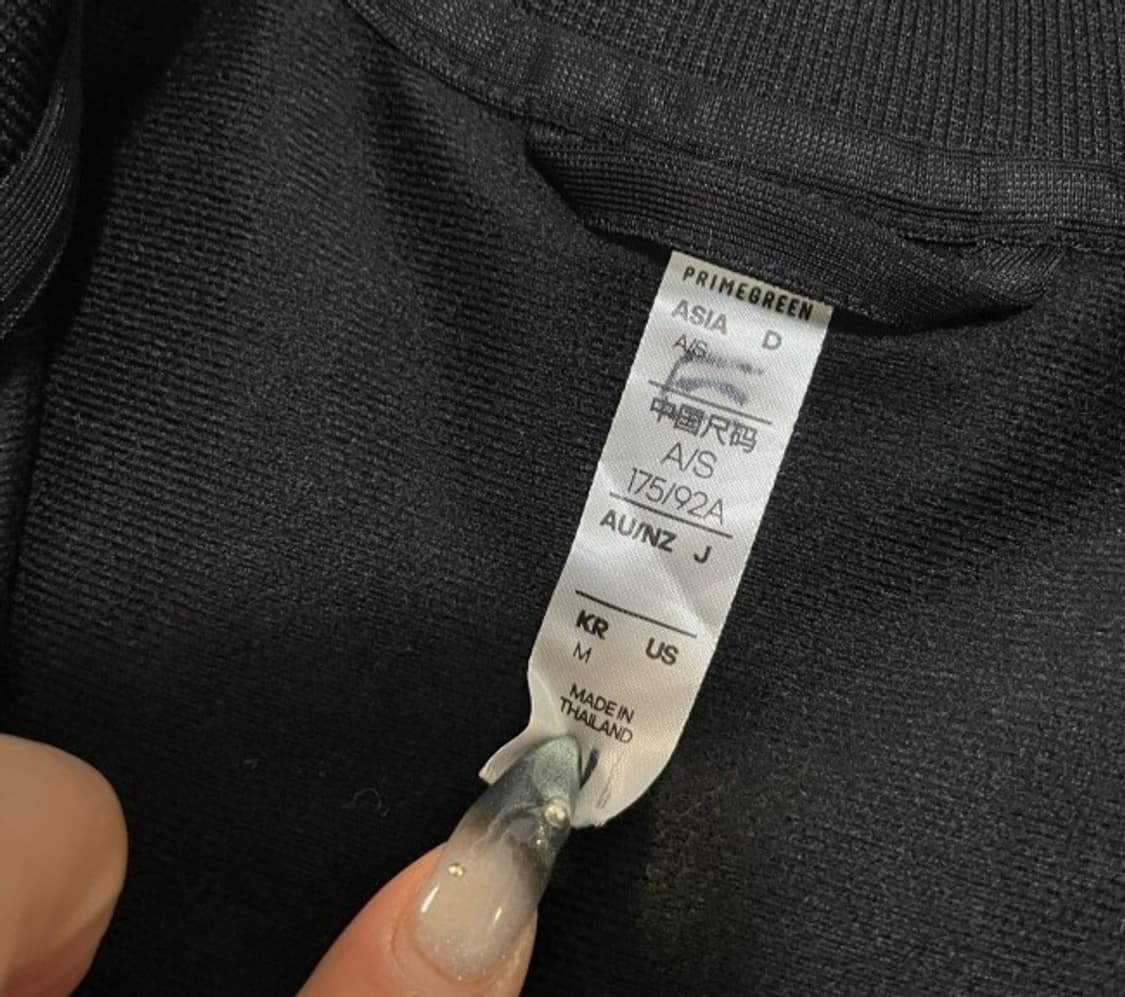 PRIMEGREEN
ASIA D
A/S
中国尺码
A/S
175/92A
AU/NZ J
KR US
M
MADE IN
THAILAND